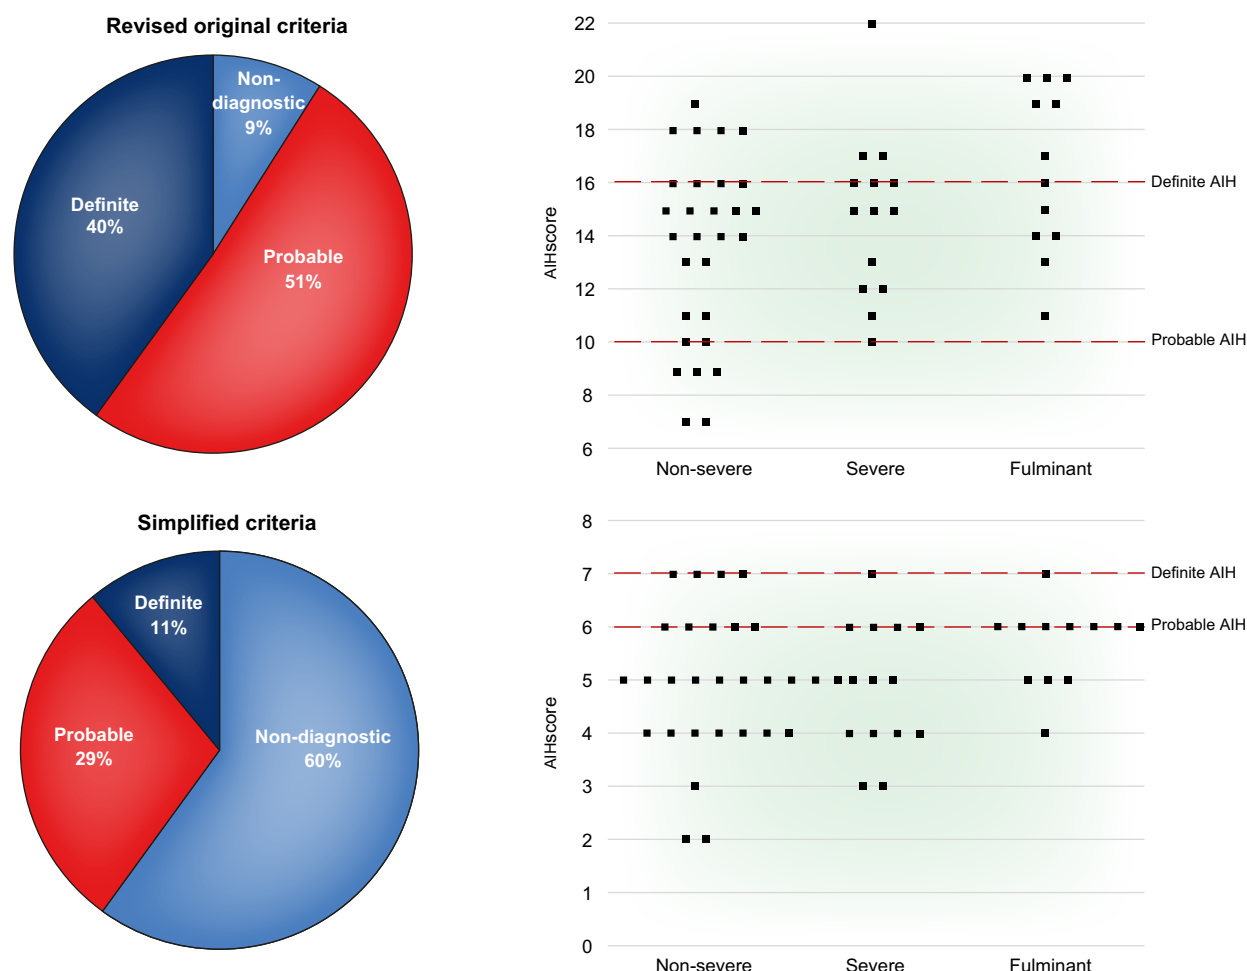 Revised original criteria
Non-
diagnostic
9%
Definite
40%
Probable
51%
22
20
18
16
14
12
10
8
6
AIHscore
Definite AIH
Probable AIH
Non-severe
Severe
Fulminant
Simplified criteria
Definite
11%
Probable
29%
Non-diagnostic
60%
8
7
6
5
4
3
2
1
0
AIHscore
Definite AIH
Probable AIH
Non-severe
Severe
Fulminant